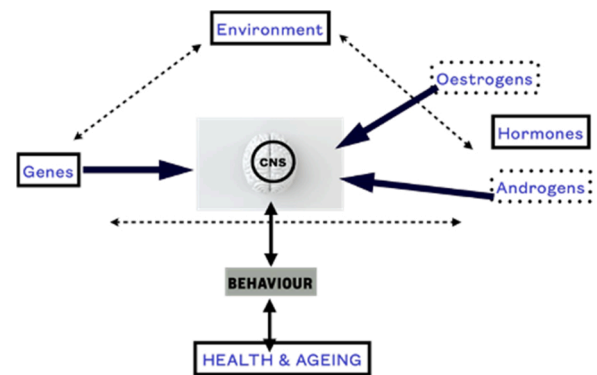 Environment
Oestrogens
Hormones
CNS
Genes
Androgens
BEHAVIOUR
HEALTH & AGEING